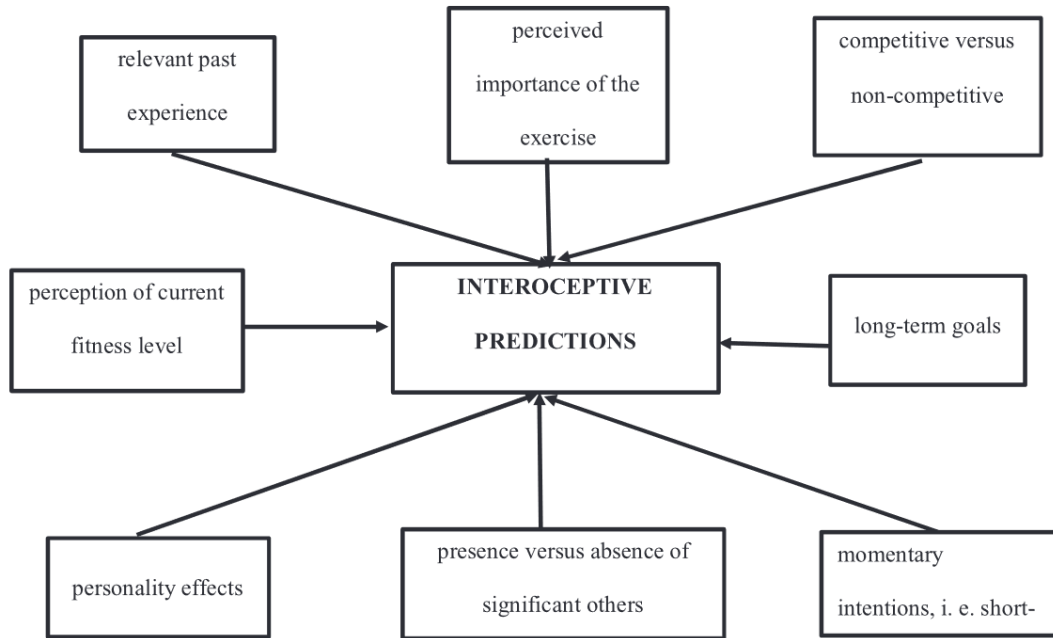 relevant past
experience
perceived
importance of the
exercise
competitive versus
non-competitive
perception of current
fitness level
INTEROCEPTIVE
PREDICTIONS
long-term goals
personality effects
presence versus absence of
significant others
momentary
intentions, i. e. short-